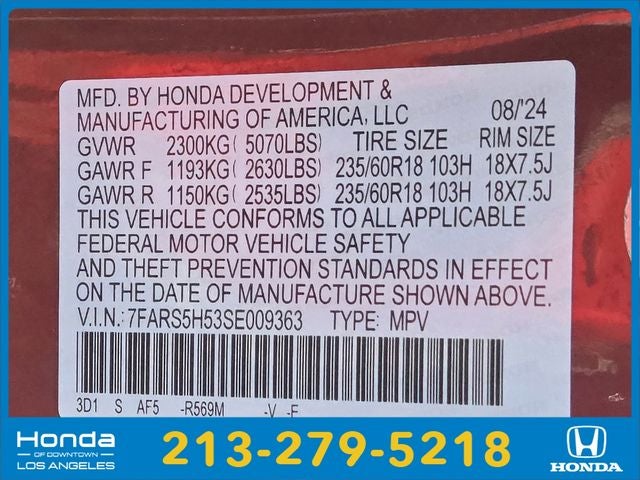 MFD. BY HONDA DEVELOPMENT &
MANUFACTURING OF AMERICA, LLC 08/'24
GVWR 2300KG( 5070LBS) TIRE SIZE RIM SIZE
GAWR F 1193KG( 2630LBS) 235/60R18 103H 18X7.5J
GAWR R 1150KG( 2535LBS) 235/60R18 103H 18X7.5J
THIS VEHICLE CONFORMS TO ALL APPLICABLE
FEDERAL MOTOR VEHICLE SAFETY
AND THEFT PREVENTION STANDARDS IN EFFECT
ON THE DATE OF MANUFACTURE SHOWN ABOVE.
V.I.N.: 7FARS5H53SE009363 TYPE: MPV
3D1 S AF5 -R569M -V -F
Honda
OF DOWNTOWN
LOS ANGELES
213-279-5218
HONDA